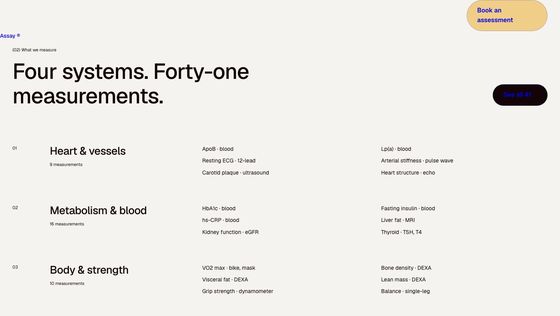 Book an
assessment
Assay ®
(02) What we measure
Four systems. Forty-one
measurements.
See all 41
01
Heart & vessels
9 measurements
ApoB · blood
Resting ECG · 12-lead
Carotid plaque · ultrasound
Lp(a) · blood
Arterial stiffness · pulse wave
Heart structure · echo
02
Metabolism & blood
16 measurements
HbA1c · blood
hs-CRP · blood
Kidney function · eGFR
Fasting insulin · blood
Liver fat · MRI
Thyroid · TSH, T4
03
Body & strength
10 measurements
VO2 max · bike, mask
Visceral fat · DEXA
Grip strength · dynamometer
Bone density · DEXA
Lean mass · DEXA
Balance · single-leg